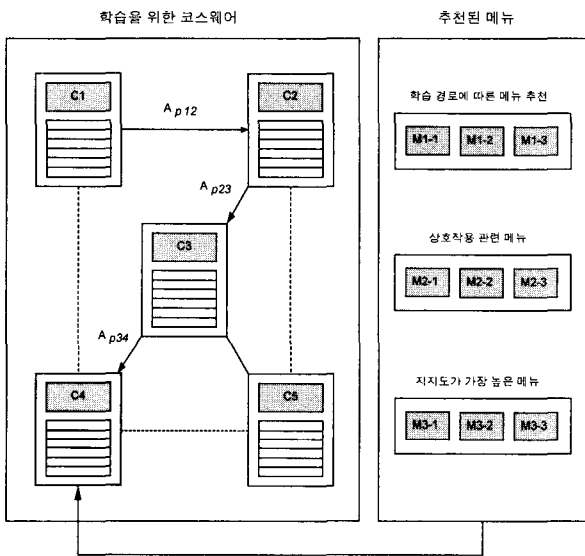 학습을 위한 코스웨어
추천된 메뉴
C1
C2
A p12
A p23
C3
A p34
C4
C5
학습 경로에 따른 메뉴 추천
M1-1 M1-2 M1-3
상호작용 관련 메뉴
M2-1 M2-2 M2-3
지지도가 가장 높은 메뉴
M3-1 M3-2 M3-3